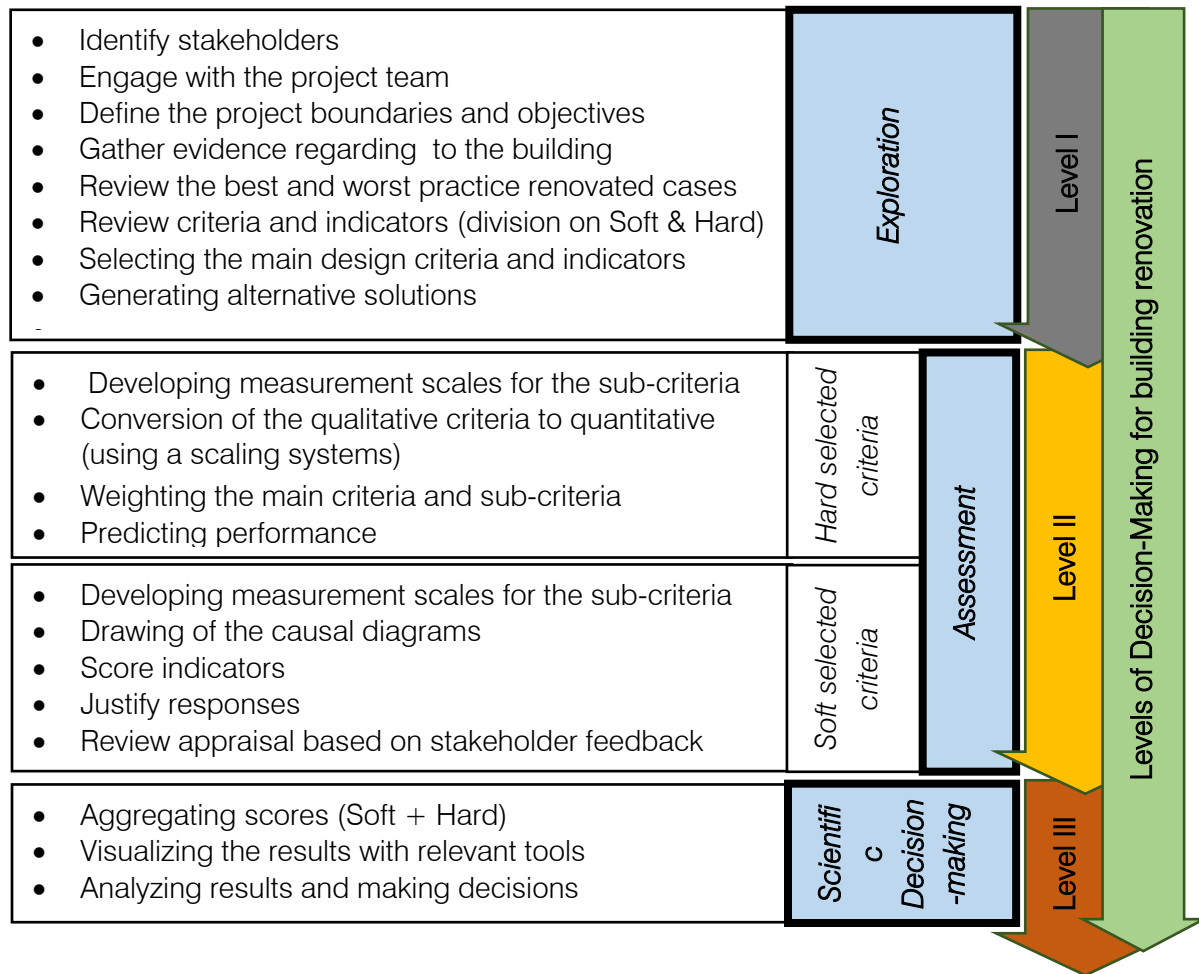 • Identify stakeholders
• Engage with the project team
• Define the project boundaries and objectives
• Gather evidence regarding  to the building
• Review the best and worst practice renovated cases
• Review criteria and indicators (division on Soft & Hard)
• Selecting the main design criteria and indicators
• Generating alternative solutions
Exploration
Level I
• Developing measurement scales for the sub-criteria
• Conversion of the qualitative criteria to quantitative
(using a scaling systems)
• Weighting the main criteria and sub-criteria
• Predicting performance
Hard selected
criteria
• Developing measurement scales for the sub-criteria
• Drawing of the causal diagrams
• Score indicators
• Justify responses
• Review appraisal based on stakeholder feedback
Soft selected
criteria
Assessment
Level II
• Aggregating scores (Soft + Hard)
• Visualizing the results with relevant tools
• Analyzing results and making decisions
Scientifi
c
Decision
-making
Level III
Levels of Decision-Making for building renovation